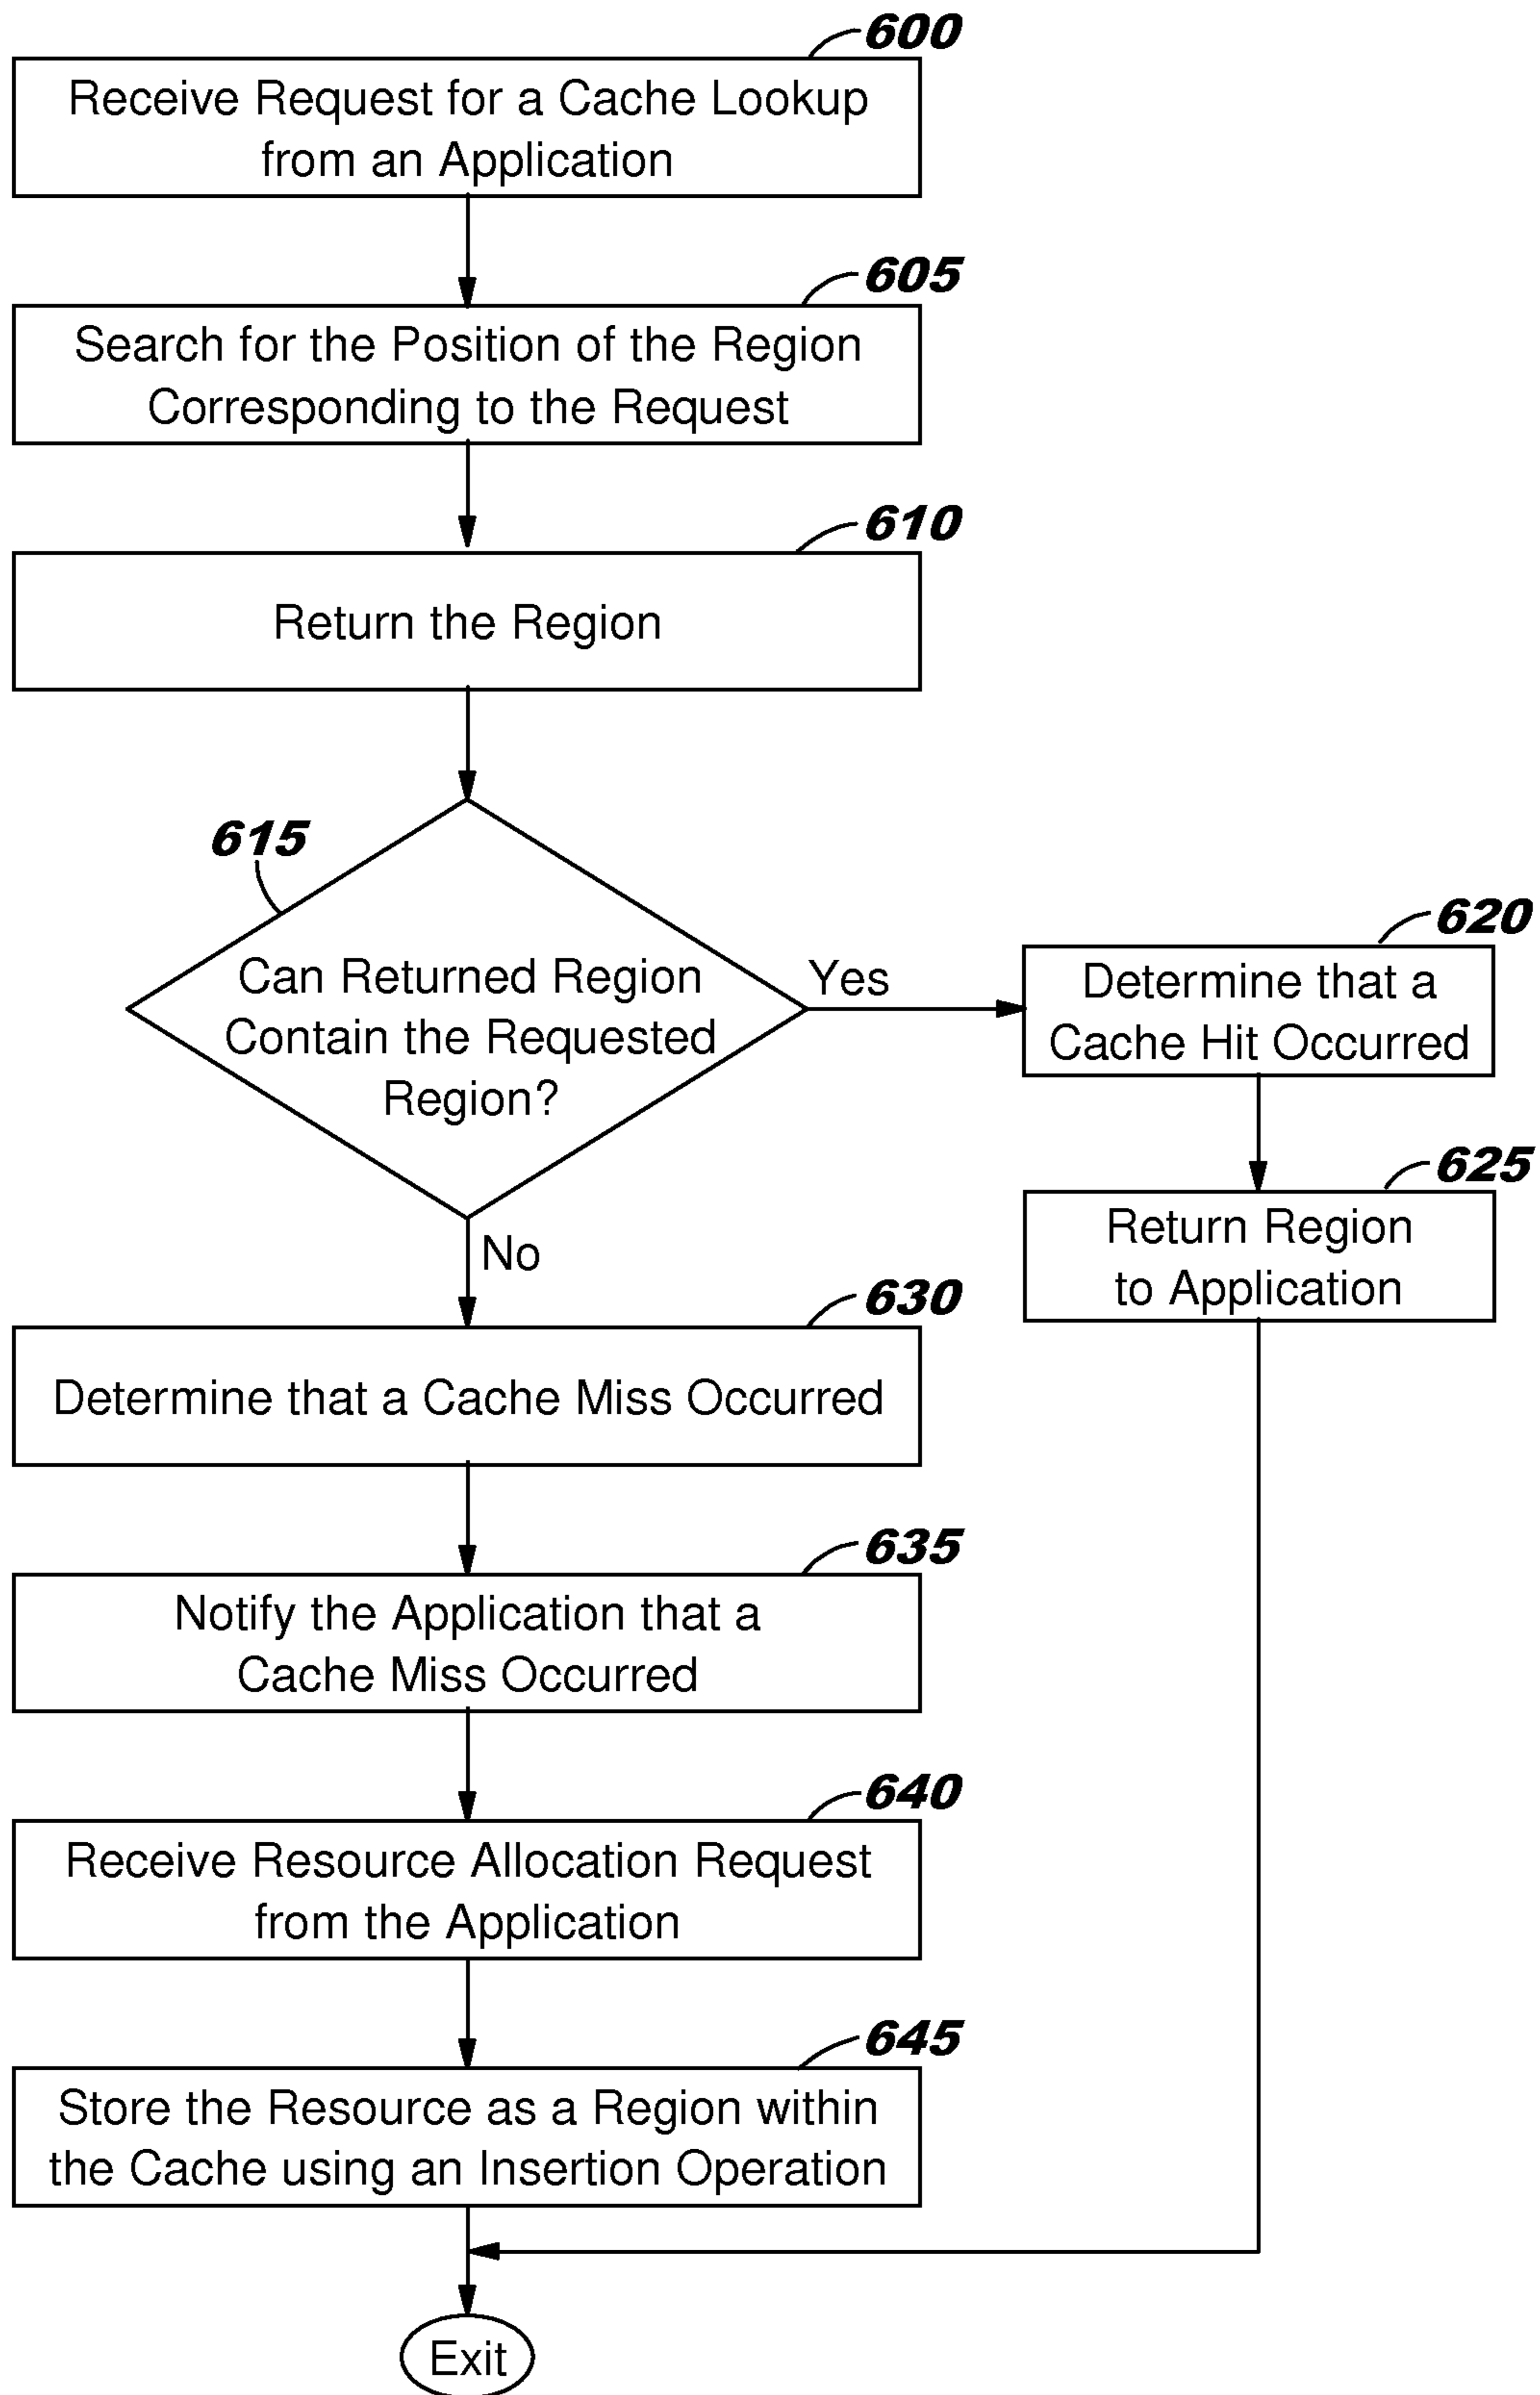 600
Receive Request for a Cache Lookup
from an Application
605
Search for the Position of the Region
Corresponding to the Request
610
Return the Region
615
Can Returned Region
Contain the Requested
Region?
Yes
620
Determine that a
Cache Hit Occurred
625
Return Region
to Application
No
630
Determine that a Cache Miss Occurred
635
Notify the Application that a
Cache Miss Occurred
640
Receive Resource Allocation Request
from the Application
645
Store the Resource as a Region within
the Cache using an Insertion Operation
Exit